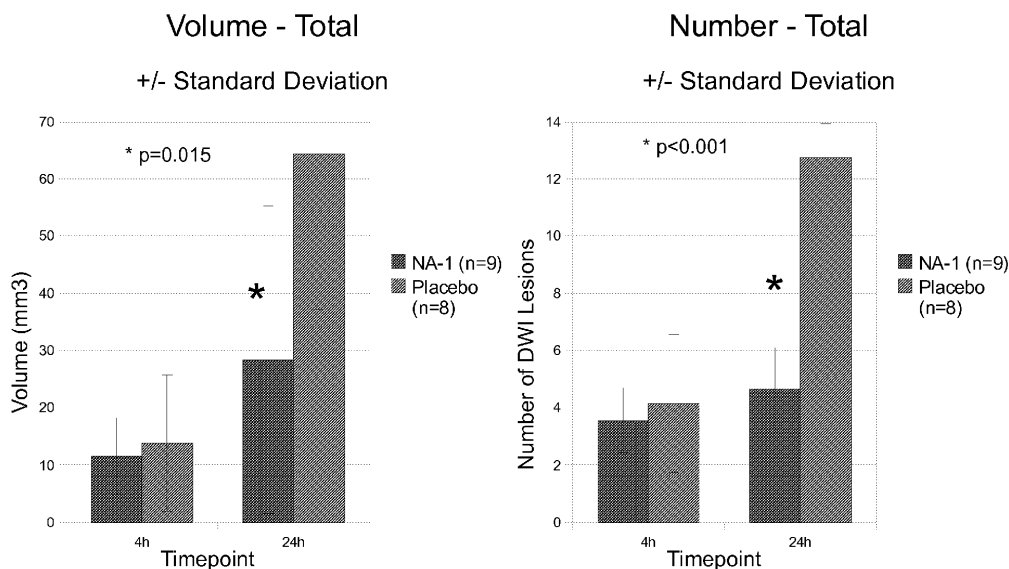 Volume - Total
+/- Standard Deviation
70
60
50
40
30
20
10
0
* p=0.015
*
Volume (mm3)
4h
24h
Timepoint
NA-1 (n=9)
Placebo
(n=8)
Number - Total
+/- Standard Deviation
14
12
10
8
6
4
2
0
* p<0.001
*
Number of DWI Lesions
4h
24h
Timepoint
NA-1 (n=9)
Placebo
(n=8)